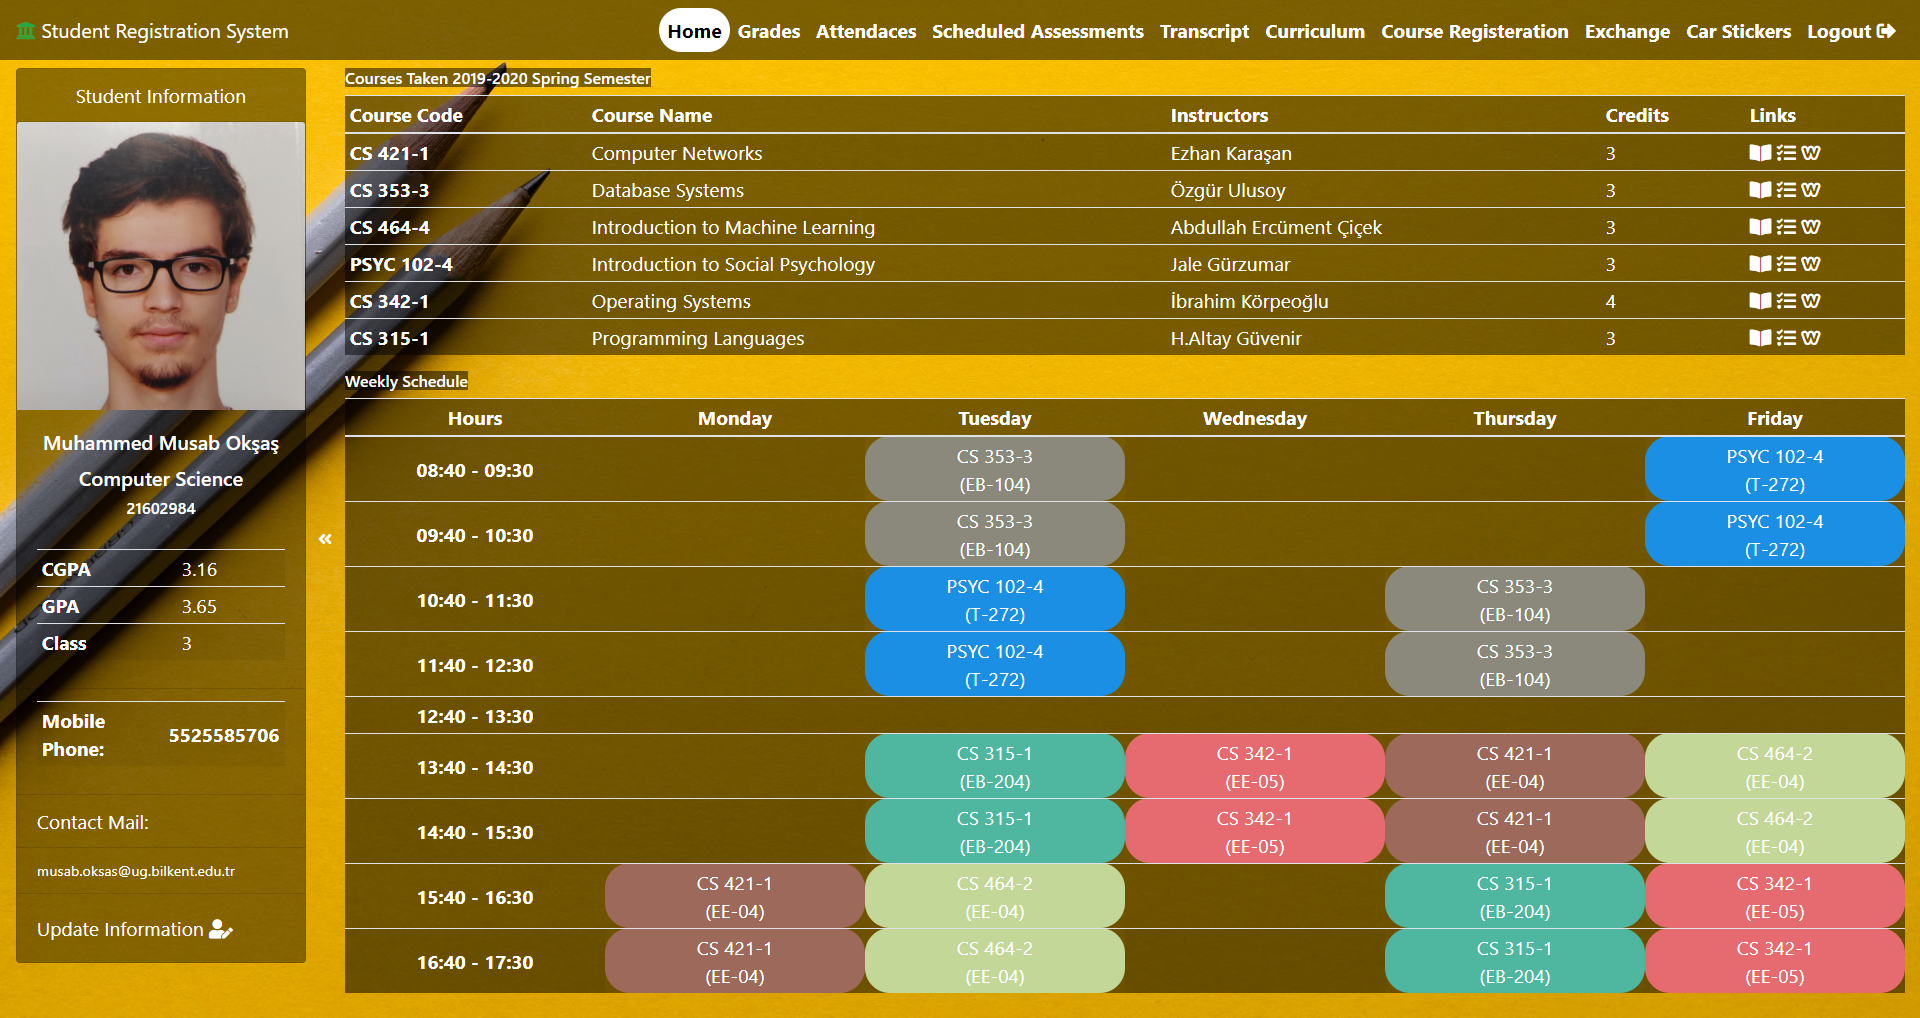 Student Registration System
Home Grades Attendaces Scheduled Assessments Transcript Curriculum Course Registeration Exchange Car Stickers Logout
Student Information
Muhammed Musab Okşaş
Computer Science
21602984
CGPA 3.16
GPA 3.65
Class 3
Mobile
Phone: 5525585706
Contact Mail:
musab.oksas@ug.bilkent.edu.tr
Update Information
Courses Taken 2019-2020 Spring Semester
Course Code Course Name Instructors Credits Links
CS 421-1 Computer Networks Ezhan Karaşan 3
CS 353-3 Database Systems Özgür Ulusoy 3
CS 464-4 Introduction to Machine Learning Abdullah Ercüment Çiçek 3
PSYC 102-4 Introduction to Social Psychology Jale Gürzumar 3
CS 342-1 Operating Systems İbrahim Körpeoğlu 4
CS 315-1 Programming Languages H.Altay Güvenir 3
Weekly Schedule
Hours Monday Tuesday Wednesday Thursday Friday
08:40 - 09:30 CS 353-3 (EB-104) PSYC 102-4 (T-272)
09:40 - 10:30 CS 353-3 (EB-104) PSYC 102-4 (T-272)
10:40 - 11:30 PSYC 102-4 (T-272) CS 353-3 (EB-104)
11:40 - 12:30 PSYC 102-4 (T-272) CS 353-3 (EB-104)
12:40 - 13:30
13:40 - 14:30 CS 315-1 (EB-204) CS 342-1 (EE-05) CS 421-1 (EE-04) CS 464-2 (EE-04)
14:40 - 15:30 CS 315-1 (EB-204) CS 342-1 (EE-05) CS 421-1 (EE-04) CS 464-2 (EE-04)
15:40 - 16:30 CS 421-1 (EE-04) CS 464-2 (EE-04) CS 315-1 (EB-204) CS 342-1 (EE-05)
16:40 - 17:30 CS 421-1 (EE-04) CS 464-2 (EE-04) CS 315-1 (EB-204) CS 342-1 (EE-05)